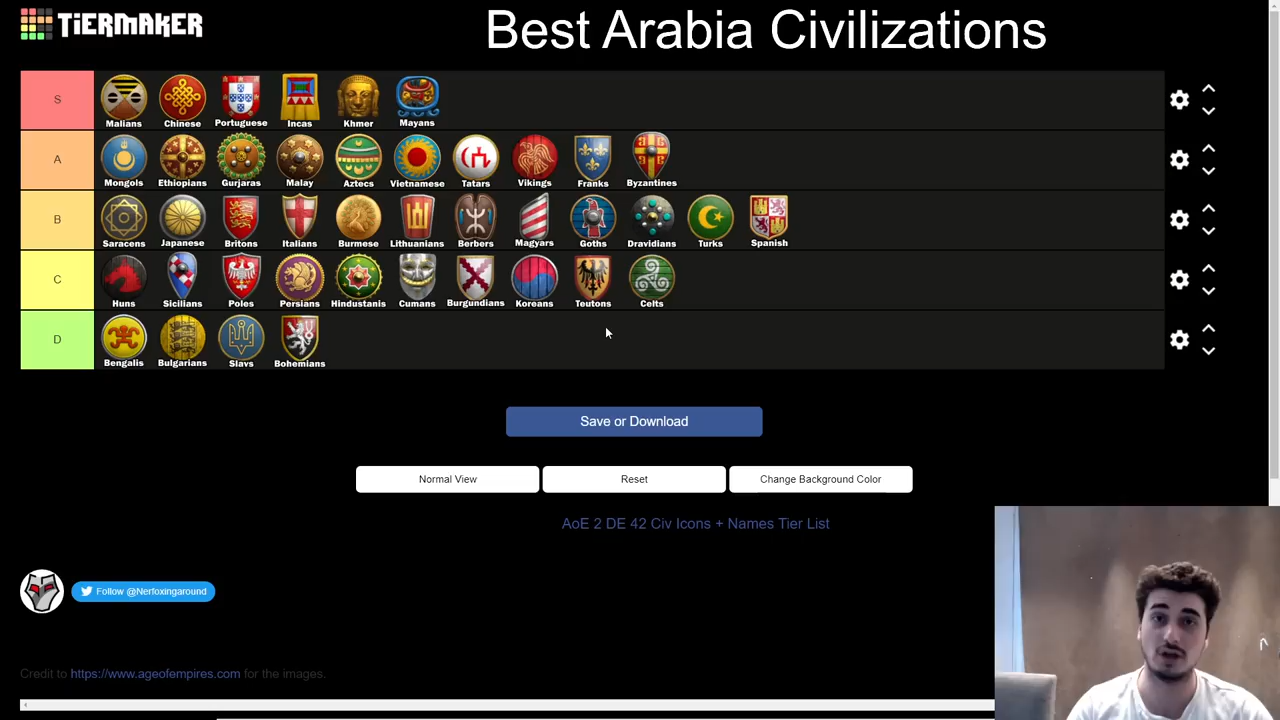 TIERMAKER
Best Arabia Civilizations
S
Malians Chinese Portuguese Incas Khmer Mayans
A
Mongols Ethiopians Gurjaras Malay Aztecs Vietnamese Tatars Vikings Franks Byzantines
B
Saracens Japanese Britons Italians Burmese Lithuanians Berbers Magyars Goths Dravidians Turks Spanish
C
Huns Sicilians Poles Persians Hindustanis Cumans Burgundians Koreans Teutons Celts
D
Bengalis Bulgarians Slavs Bohemians
Save or Download
Normal View Reset Change Background Color
AoE 2 DE 42 Civ Icons + Names Tier List
Follow @Nerfoxingaround
Credit to https://www.ageofempires.com for the images.